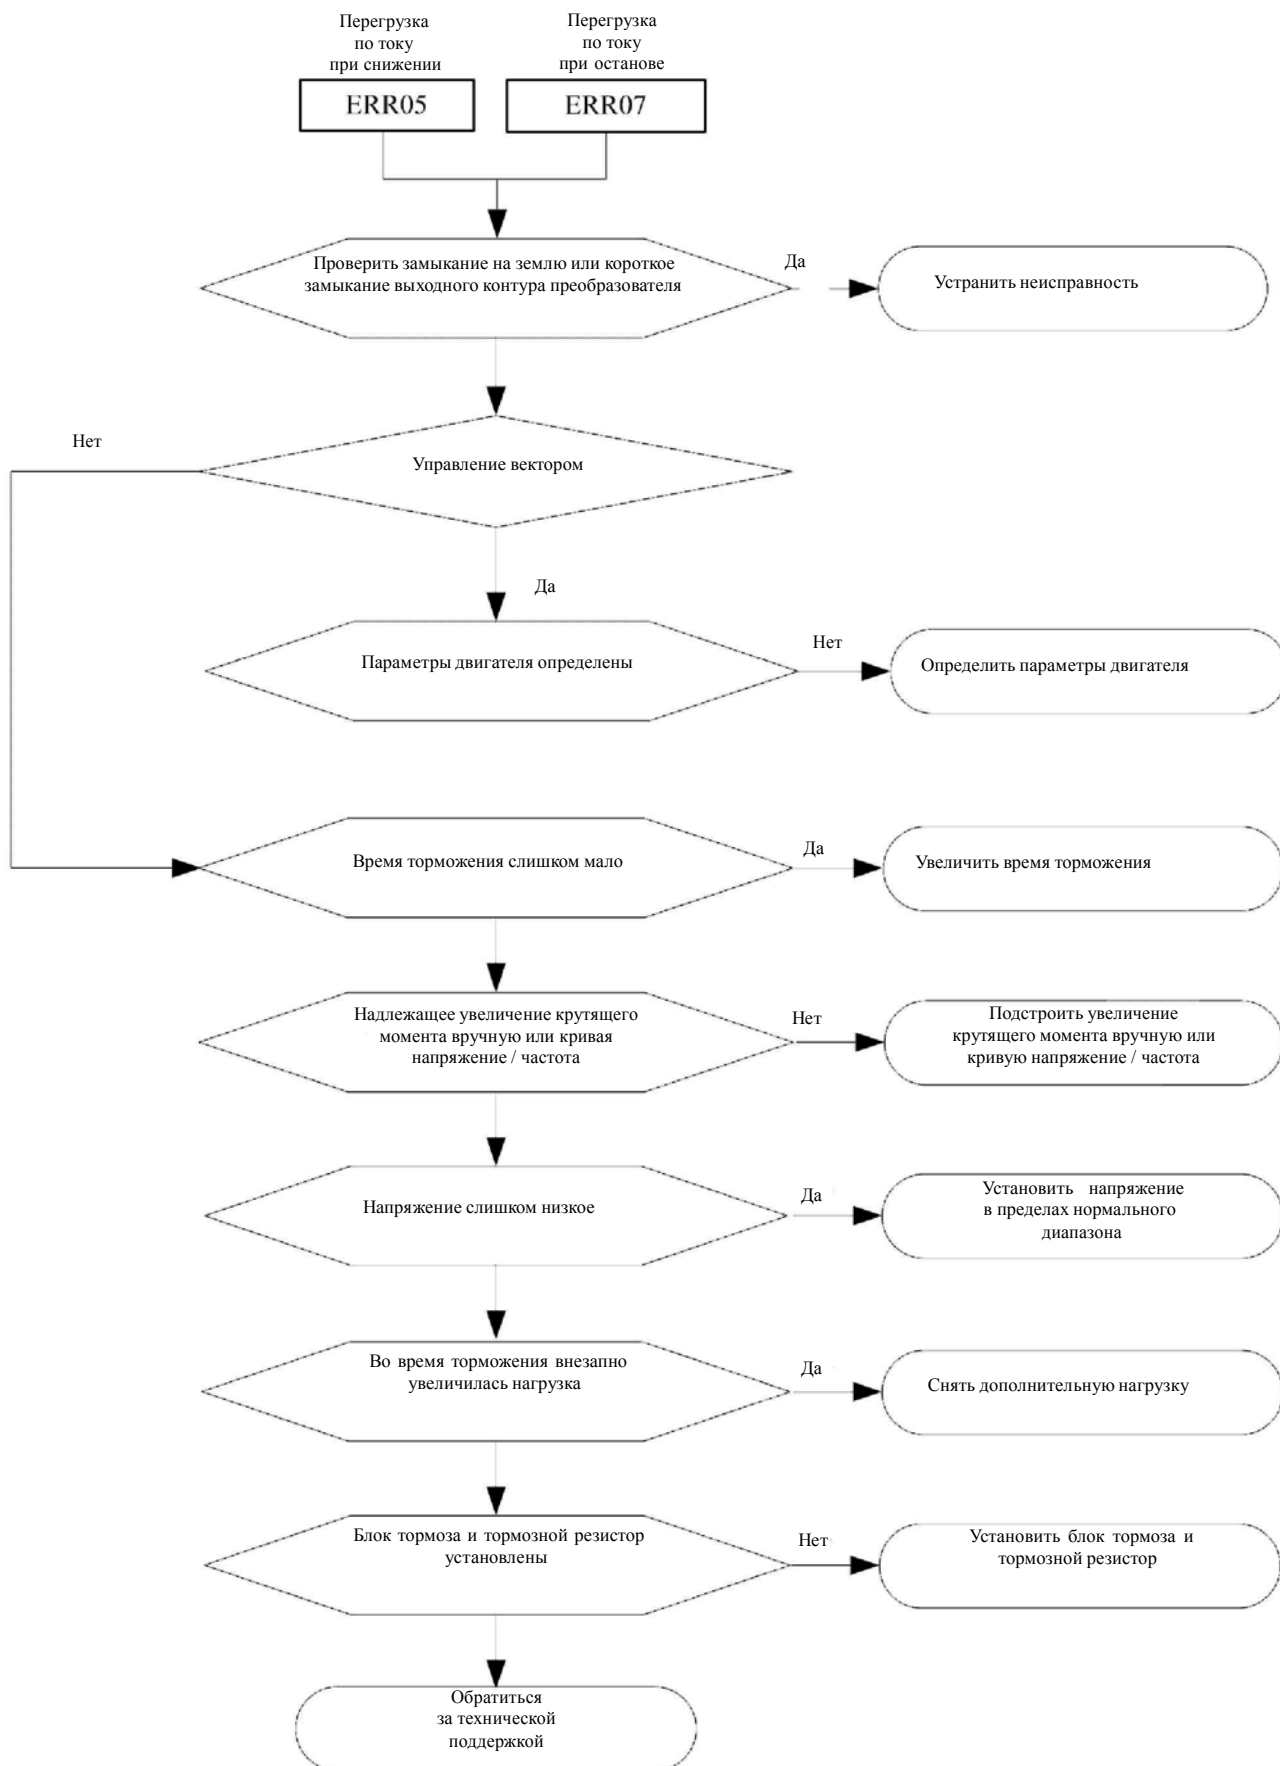 Перегрузка
по току
при снижении
Перегрузка
по току
при останове
ERR05
ERR07
Проверить замыкание на землю или короткое
замыкание выходного контура преобразователя
Да
Устранить неисправность
Нет
Управление вектором
Да
Параметры двигателя определены
Нет
Определить параметры двигателя
Время торможения слишком мало
Да
Увеличить время торможения
Надлежащее увеличение крутящего
момента вручную или кривая
напряжение / частота
Нет
Подстроить увеличение
крутящего момента вручную или
кривую напряжение / частота
Напряжение слишком низкое
Да
Установить напряжение
в пределах нормального
диапазона
Во время торможения внезапно
увеличилась нагрузка
Да
Снять дополнительную нагрузку
Блок тормоза и тормозной резистор
установлены
Нет
Установить блок тормоза и
тормозной резистор
Обратиться
за технической
поддержкой